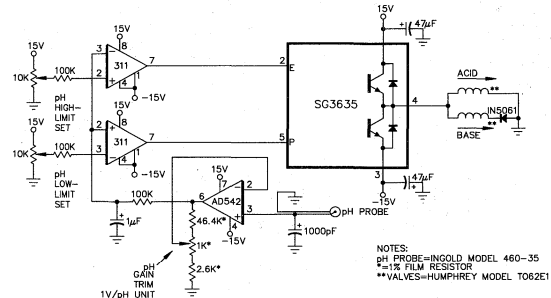 15V
47µF
15V
15V
8
3
311
7
2
10K
100K
2
4
1
E
-15V
pH
HIGH-
LIMIT
SET
SG3635
4
ACID
**
IN5061
BASE
**
15V
15V
8
2
311
7
5
P
10K
100K
3
4
1
-15V
pH
LOW-
LIMIT
SET
3
47µF
-15V
100K
15V
7
6
AD542
2
3
4
-15V
1µF
46.4K*
1K*
2.6K*
pH
GAIN
TRIM
1V/pH UNIT
pH PROBE
1000pF
NOTES:
pH PROBE=INGOLD MODEL 460-35
*=1% FILM RESISTOR
**VALVES=HUMPHREY MODEL TO62E1